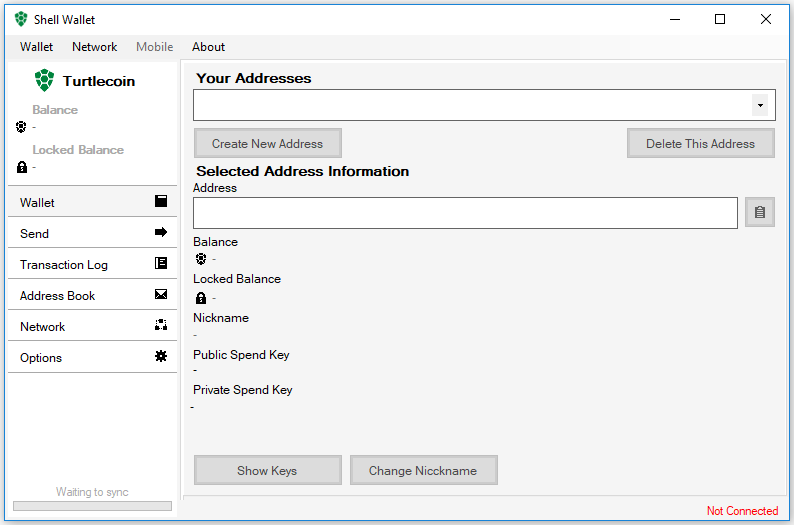 Shell Wallet
Wallet Network Mobile About
Turtlecoin
Balance
-
Locked Balance
-
Wallet
Send
Transaction Log
Address Book
Network
Options
Waiting to sync
Your Addresses
Create New Address Delete This Address
Selected Address Information
Address
Balance
-
Locked Balance
-
Nickname
-
Public Spend Key
-
Private Spend Key
-
Show Keys Change Nicckname
Not Connected